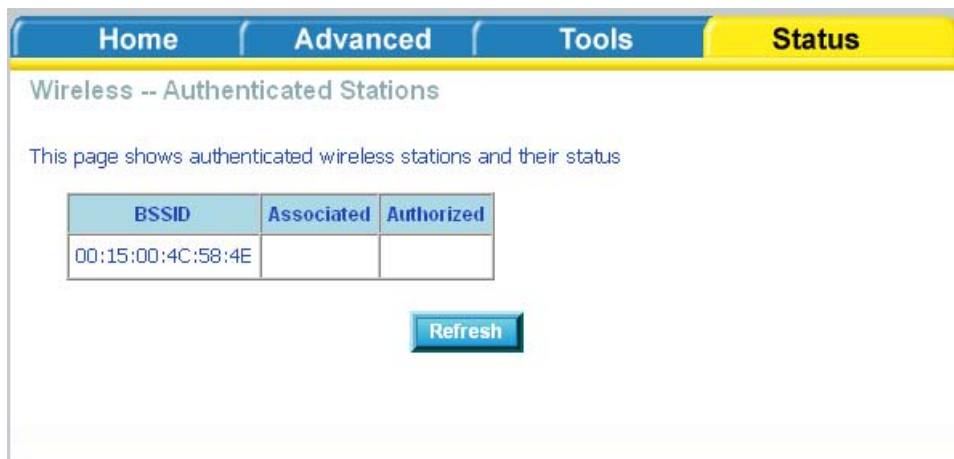 Home Advanced Tools Status
Wireless -- Authenticated Stations
This page shows authenticated wireless stations and their status
BSSID Associated Authorized
00:15:00:4C:58:4E
Refresh